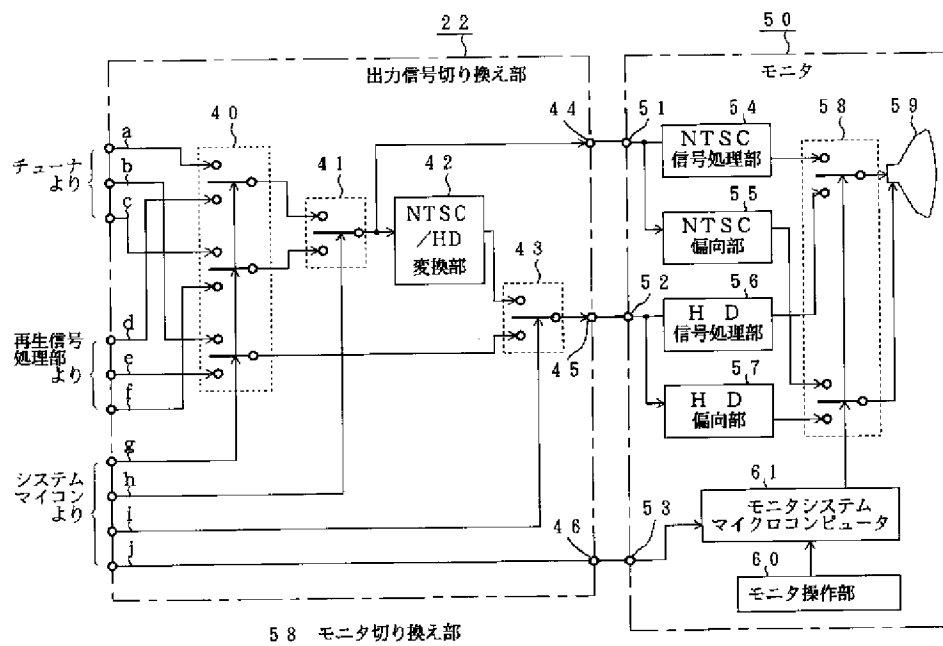 ２２
出力信号切り換え部
５０
モニタ
チューナ
より
a
b
c
４０
４１
４２
ＮＴＳＣ
／HD
変換部
４３
４４
５１
５４
ＮＴＳＣ
信号処理部
５５
ＮＴＳＣ
偏向部
５８
５９
再生信号
処理部
より
d
e
f
４５
５２
５６
Ｈ Ｄ
信号処理部
５７
Ｈ Ｄ
偏向部
システム
マイコン
より
g
h
i
j
４６
５３
６１
モニタシステム
マイクロコンピュータ
６０
モニタ操作部
５８ モニタ切り換え部